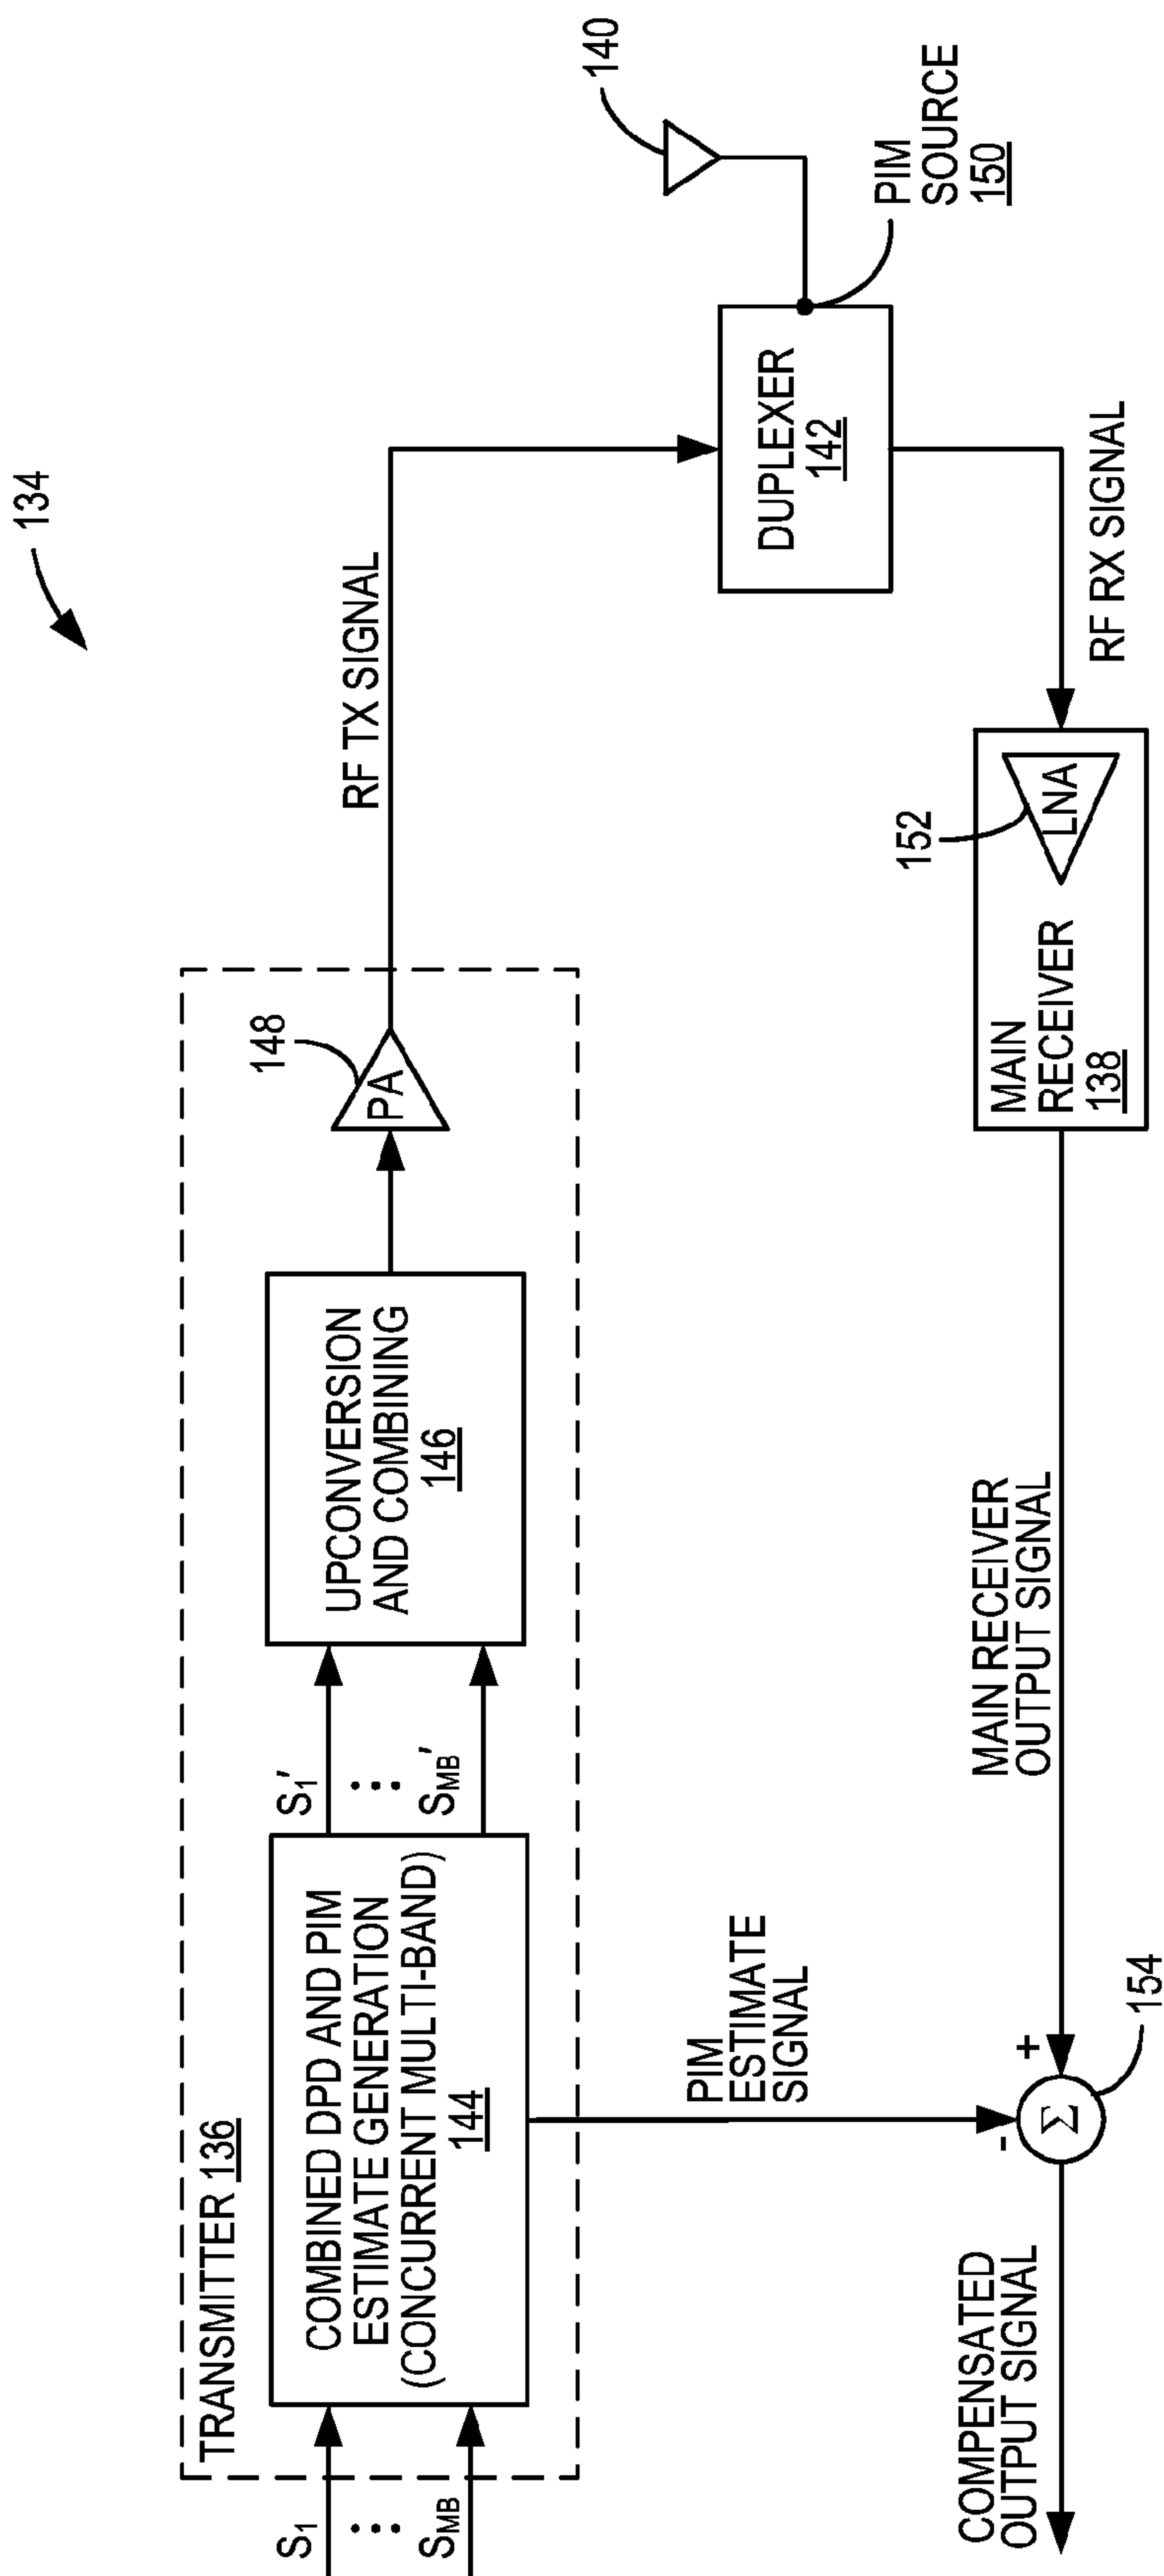 134
TRANSMITTER 136
S1
⋮
SMB
COMBINED DPD AND PIM
ESTIMATE GENERATION
(CONCURRENT MULTI-BAND)
144
S1'
⋮
SMB'
UPCONVERSION
AND COMBINING
146
148
PA
RF TX SIGNAL
140
DUPLEXER
142
PIM
SOURCE
150
RF RX SIGNAL
152
LNA
MAIN
RECEIVER
138
MAIN RECEIVER
OUTPUT SIGNAL
PIM
ESTIMATE
SIGNAL
+
-
Σ
154
COMPENSATED
OUTPUT SIGNAL